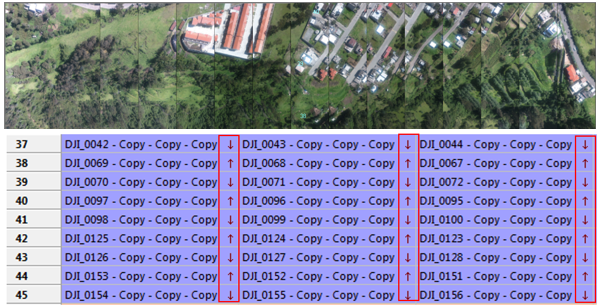 37 DJI_0042 - Copy - Copy - Copy ↓ DJI_0043 - Copy - Copy - Copy ↓ DJI_0044 - Copy - Copy - Copy ↓
38 DJI_0069 - Copy - Copy - Copy ↑ DJI_0068 - Copy - Copy - Copy ↑ DJI_0067 - Copy - Copy - Copy ↑
39 DJI_0070 - Copy - Copy - Copy ↓ DJI_0071 - Copy - Copy - Copy ↓ DJI_0072 - Copy - Copy - Copy ↓
40 DJI_0097 - Copy - Copy - Copy ↑ DJI_0096 - Copy - Copy - Copy ↑ DJI_0095 - Copy - Copy - Copy ↑
41 DJI_0098 - Copy - Copy - Copy ↓ DJI_0099 - Copy - Copy - Copy ↓ DJI_0100 - Copy - Copy - Copy ↓
42 DJI_0125 - Copy - Copy - Copy ↑ DJI_0124 - Copy - Copy - Copy ↑ DJI_0123 - Copy - Copy - Copy ↑
43 DJI_0126 - Copy - Copy - Copy ↓ DJI_0127 - Copy - Copy - Copy ↓ DJI_0128 - Copy - Copy - Copy ↓
44 DJI_0153 - Copy - Copy - Copy ↑ DJI_0152 - Copy - Copy - Copy ↑ DJI_0151 - Copy - Copy - Copy ↑
45 DJI_0154 - Copy - Copy - Copy ↓ DJI_0155 - Copy - Copy - Copy ↓ DJI_0156 - Copy - Copy - Copy ↓